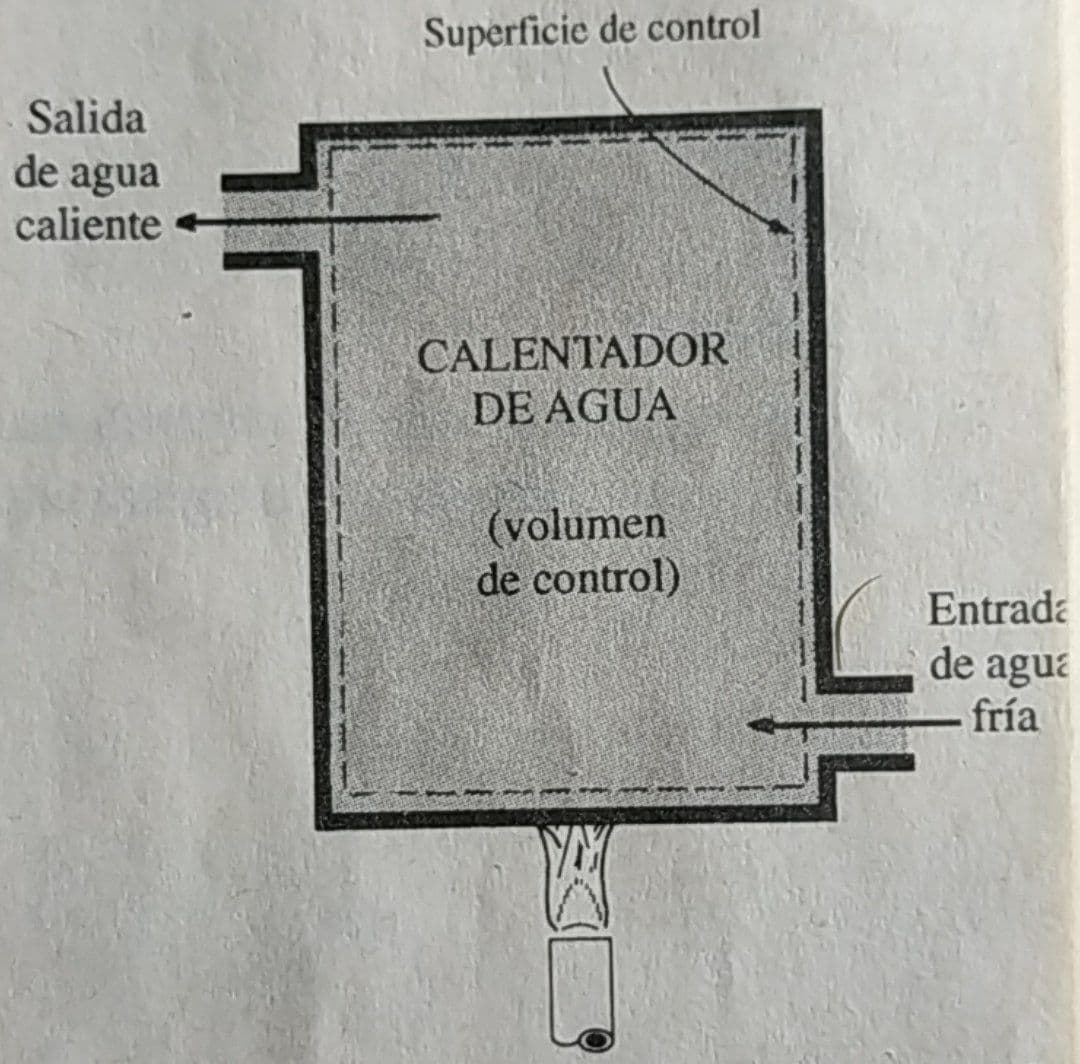 Superficie de control
Salida
de agua
caliente
CALENTADOR
DE AGUA
(volumen
de control)
Entrada
de agua
fría